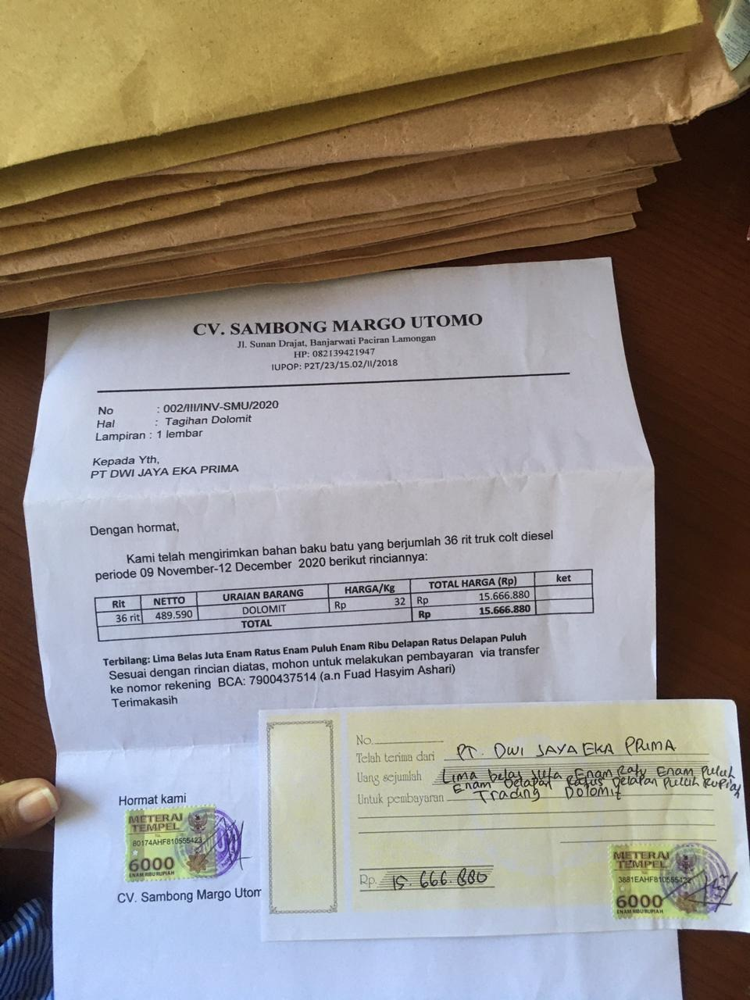 CV. SAMBONG MARGO UTOMO
Jl. Sunan Drajat, Banjarwati Paciran Lamongan
HP: 082139421947
IUPOP: P2T/23/15.02/II/2018
No : 002/III/INV-SMU/2020
Hal : Tagihan Dolomit
Lampiran : 1 lembar
Kepada Yth,
PT DWI JAYA EKA PRIMA
Dengan hormat,
Kami telah mengirimkan bahan baku batu yang berjumlah 36 rit truk colt diesel
periode 09 November-12 December 2020 berikut rinciannya:
Rit NETTO URAIAN BARANG HARGA/Kg TOTAL HARGA (Rp) ket
36 rit 489.590 DOLOMIT Rp 32 Rp 15.666.880
TOTAL Rp 15.666.880
Terbilang: Lima Belas Juta Enam Ratus Enam Puluh Enam Ribu Delapan Ratus Delapan Puluh
Sesuai dengan rincian diatas, mohon untuk melakukan pembayaran via transfer
ke nomor rekening BCA: 7900437514 (a.n Fuad Hasyim Ashari)
Terimakasih
Hormat kami
METERAI
TEMPEL
80174AHF810555423
6000
ENAM RIBU RUPIAH
CV. Sambong Margo Utom
No.
Telah terima dari PT. DWI JAYA EKA PRIMA
Uang sejumlah Lima belas juta Enam Ratu Enam puluh
Enam Delapan Ratus Delapan Puluh Rupiah
Untuk pembayaran Trading Dolomit
Rp. 15.666.880
METERAI
TEMPEL
3881EAHF810555422
6000
ENAM RIBU RUPIAH